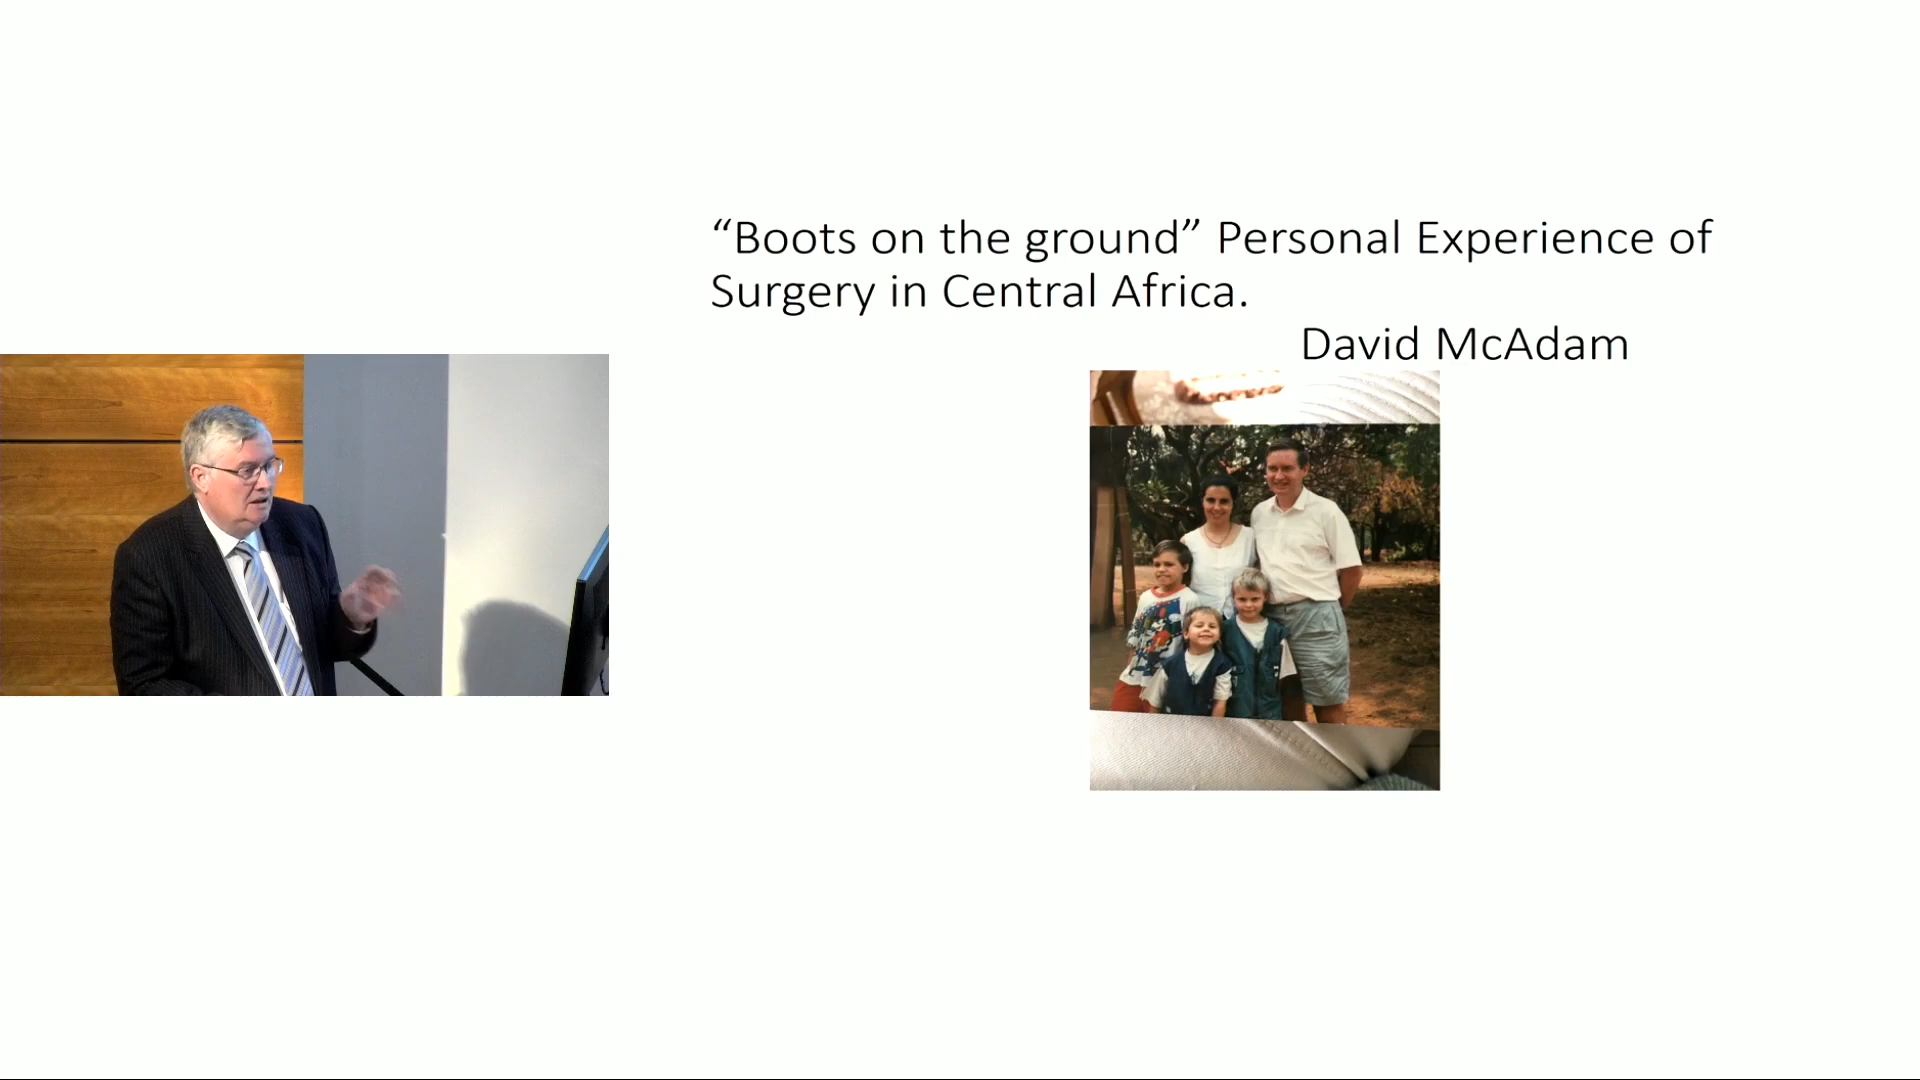 “Boots on the ground” Personal Experience of
Surgery in Central Africa.
David McAdam